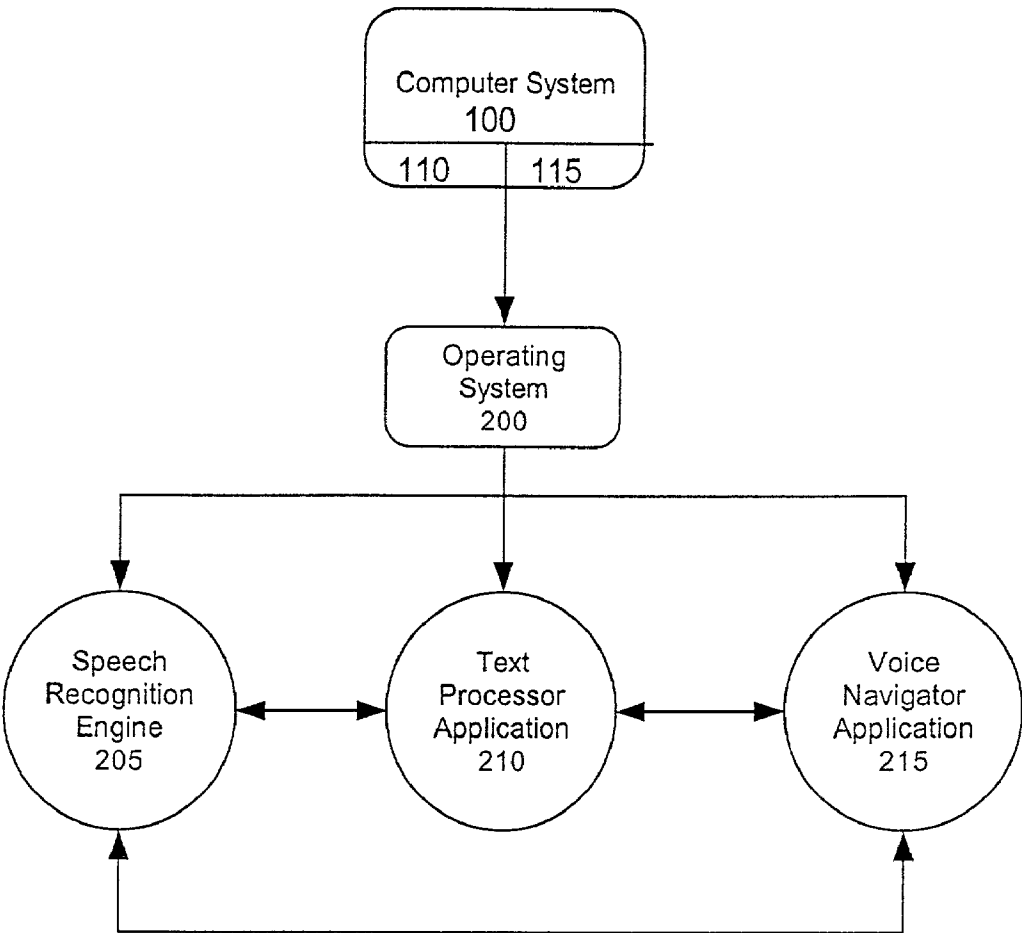 Computer System
100
110 115
Operating
System
200
Speech
Recognition
Engine
205
Text
Processor
Application
210
Voice
Navigator
Application
215